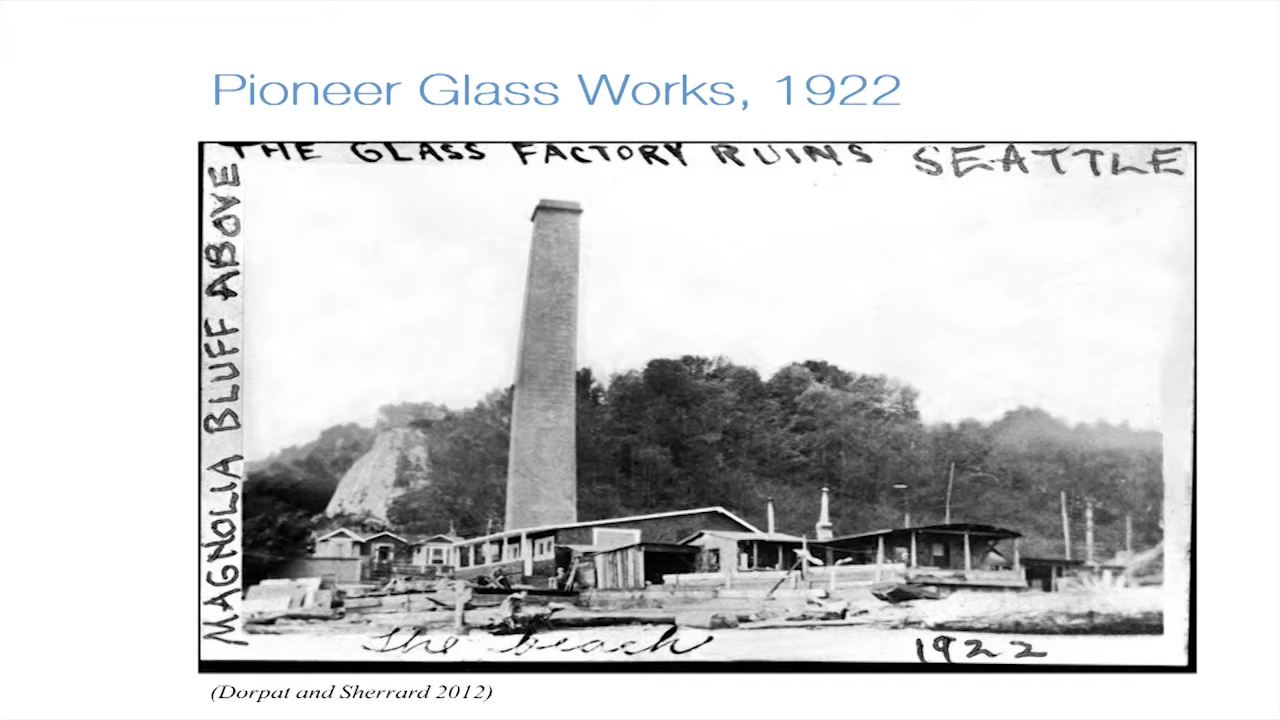 Pioneer Glass Works, 1922
THE GLASS FACTORY RUINS SEATTLE
MAGNOLIA BLUFF ABOVE
The beach
1922
(Dorpat and Sherrard 2012)